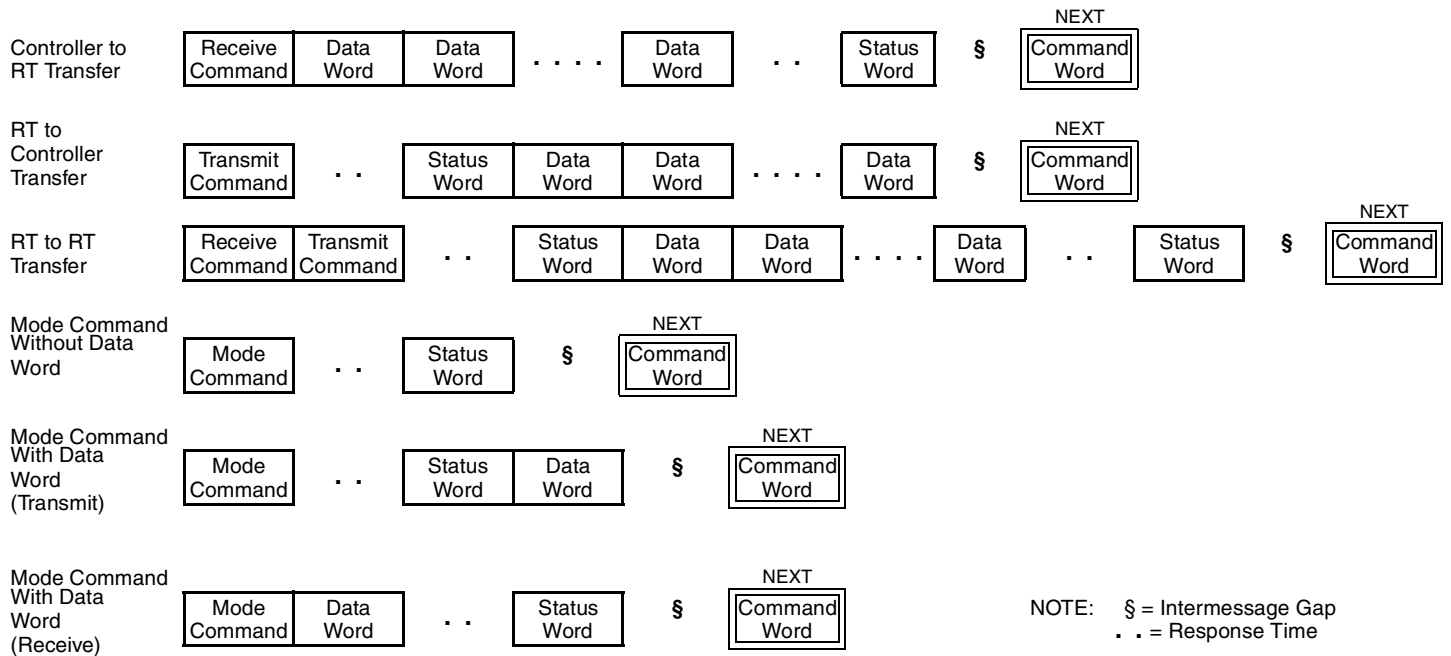 NEXT
Controller to
RT Transfer
Receive
Command
Data
Word
Data
Word
. . . .
Data
Word
. .
Status
Word
§
Command
Word
RT to
Controller
Transfer
NEXT
Transmit
Command
. .
Status
Word
Data
Word
Data
Word
. . . .
Data
Word
§
Command
Word
NEXT
RT to RT
Transfer
Receive
Command
Transmit
Command
. .
Status
Word
Data
Word
Data
Word
. . . .
Data
Word
. .
Status
Word
§
Command
Word
Mode Command
Without Data
Word
NEXT
Mode
Command
. .
Status
Word
§
Command
Word
Mode Command
With Data
Word
(Transmit)
NEXT
Mode
Command
. .
Status
Word
Data
Word
§
Command
Word
Mode Command
With Data
Word
(Receive)
NEXT
Mode
Command
Data
Word
. .
Status
Word
§
Command
Word
NOTE: § = Intermessage Gap
. . = Response Time